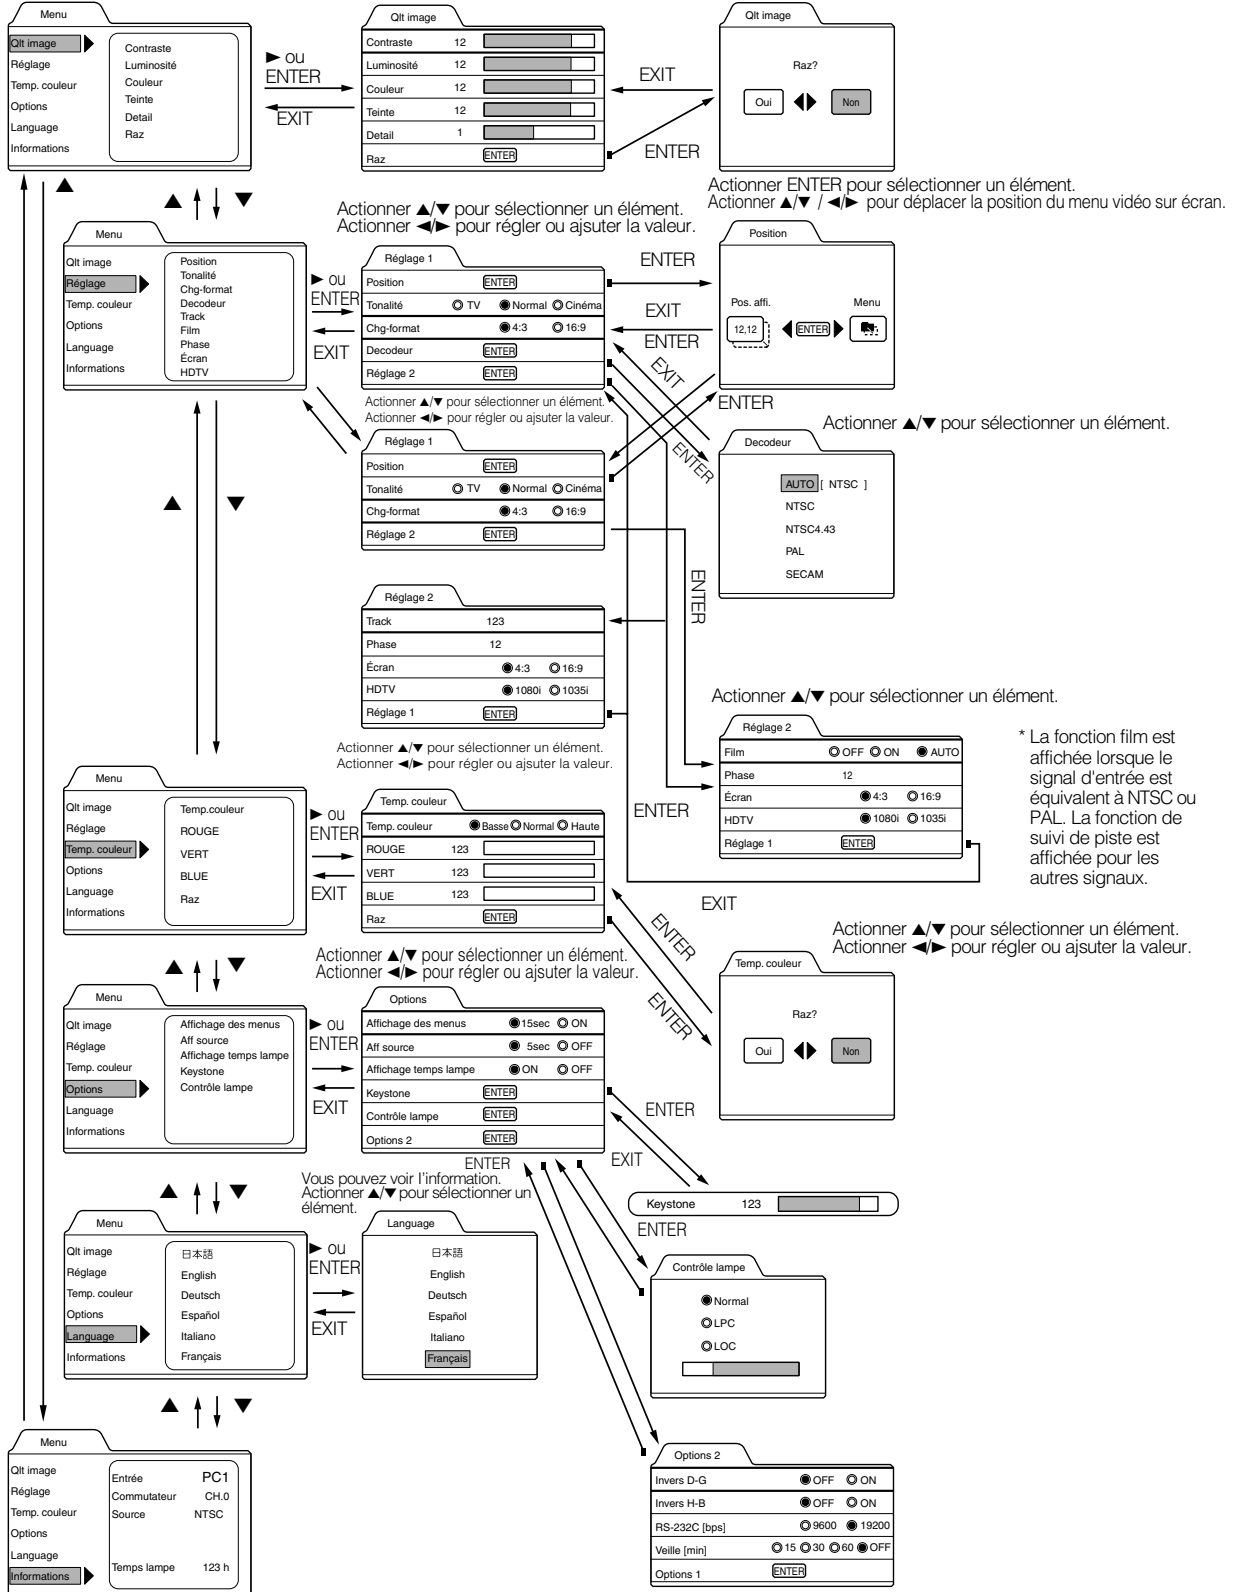 Menu
Qlt image
Réglage
Temp. couleur
Options
Language
Informations
Contraste
Luminosité
Couleur
Teinte
Detail
Raz
► ou
ENTER
EXIT
Qlt image
Contraste 12
Luminosité 12
Couleur 12
Teinte 12
Detail 1
Raz ENTER
EXIT
ENTER
Qlt image
Raz?
Oui ◀▶ Non
▲
▲ ▼
Actionner ▲/▼ pour sélectionner un élément.
Actionner ◄/► pour régler ou ajsuter la valeur.
Actionner ENTER pour sélectionner un élément.
Actionner ▲/▼ / ◄/► pour déplacer la position du menu vidéo sur écran.
Menu
Qlt image
Réglage
Temp. couleur
Options
Language
Informations
Position
Tonalité
Chg-format
Decodeur
Track
Film
Phase
Écran
HDTV
► ou
ENTER
EXIT
Réglage 1
Position ENTER
Tonalité TV Normal Cinéma
Chg-format 4:3 16:9
Decodeur ENTER
Réglage 2 ENTER
ENTER
EXIT
ENTER
EXIT
ENTER
ENTER
Position
Pos. affi. Menu
12,12 ◀ ENTER ▶
Actionner ▲/▼ pour sélectionner un élément.
Actionner ◄/► pour régler ou ajsuter la valeur.
Réglage 1
Position ENTER
Tonalité TV Normal Cinéma
Chg-format 4:3 16:9
Réglage 2 ENTER
▲ ▼
Actionner ▲/▼ pour sélectionner un élément.
Decodeur
AUTO [ NTSC ]
NTSC
NTSC4.43
PAL
SECAM
ENTER
Réglage 2
Track 123
Phase 12
Écran 4:3 16:9
HDTV 1080i 1035i
Réglage 1 ENTER
Actionner ▲/▼ pour sélectionner un élément.
Actionner ◄/► pour régler ou ajsuter la valeur.
Actionner ▲/▼ pour sélectionner un élément.
Réglage 2
Film OFF ON AUTO
Phase 12
Écran 4:3 16:9
HDTV 1080i 1035i
Réglage 1 ENTER
ENTER
EXIT
* La fonction film est
affichée lorsque le
signal d'entrée est
équivalent à NTSC ou
PAL. La fonction de
suivi de piste est
affichée pour les
autres signaux.
Menu
Qlt image
Réglage
Temp. couleur
Options
Language
Informations
Temp.couleur
ROUGE
VERT
BLUE
Raz
► ou
ENTER
EXIT
Temp. couleur
Temp. couleur Basse Normal Haute
ROUGE 123
VERT 123
BLUE 123
Raz ENTER
ENTER
ENTER
Actionner ▲/▼ pour sélectionner un élément.
Actionner ◄/► pour régler ou ajsuter la valeur.
Temp. couleur
Raz?
Oui ◀▶ Non
▲ ▼
Actionner ▲/▼ pour sélectionner un élément.
Actionner ◄/► pour régler ou ajsuter la valeur.
Menu
Qlt image
Réglage
Temp. couleur
Options
Language
Informations
Affichage des menus
Aff source
Affichage temps lampe
Keystone
Contrôle lampe
► ou
ENTER
EXIT
Options
Affichage des menus 15sec ON
Aff source 5sec OFF
Affichage temps lampe ON OFF
Keystone ENTER
Contrôle lampe ENTER
Options 2 ENTER
ENTER
EXIT
ENTER
Keystone 123
ENTER
▲ ▼
Vous pouvez voir l'information.
Actionner ▲/▼ pour sélectionner un
élément.
Menu
Qlt image
Réglage
Temp. couleur
Options
Language
Informations
日本語
English
Deutsch
Español
Italiano
Français
► ou
ENTER
EXIT
Language
日本語
English
Deutsch
Español
Italiano
Français
Contrôle lampe
Normal
LPC
LOC
▲ ▼
Menu
Qlt image
Réglage
Temp. couleur
Options
Language
Informations
Entrée PC1
Commutateur CH.0
Source NTSC
Temps lampe 123 h
Options 2
Invers D-G OFF ON
Invers H-B OFF ON
RS-232C [bps] 9600 19200
Veille [min] 15 30 60 OFF
Options 1 ENTER